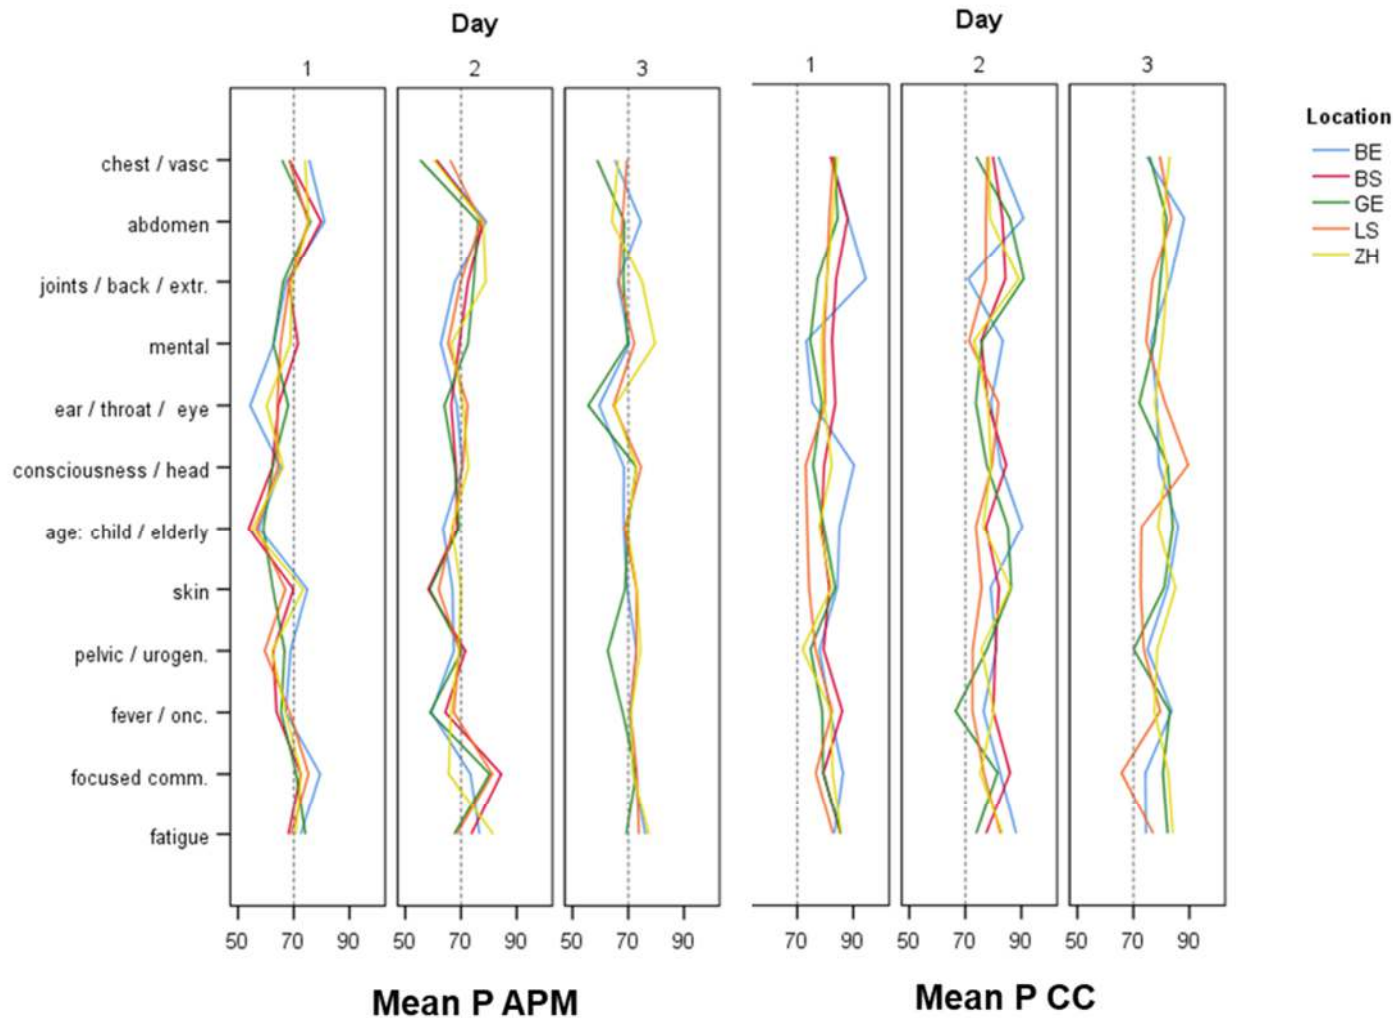 Day
Day
1
2
3
1
2
3
Location
BE
BS
GE
LS
ZH
chest / vasc
abdomen
joints / back / extr.
mental
ear / throat / eye
consciousness / head
age: child / elderly
skin
pelvic / urogen.
fever / onc.
focused comm.
fatigue
50 70 90 50 70 90 50 70 90 70 90 50 70 90 50 70 90
Mean P APM
Mean P CC